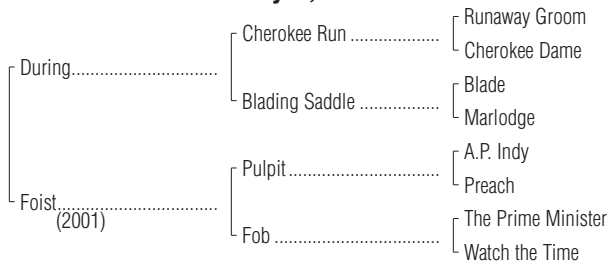 Runaway Groom
Cherokee Run ..................
Cherokee Dame
During.............................
Blade
Blading Saddle ................
Marlodge
A.P. Indy
Pulpit..............................
Preach
Foist................................
(2001)
The Prime Minister
Fob .................................
Watch the Time